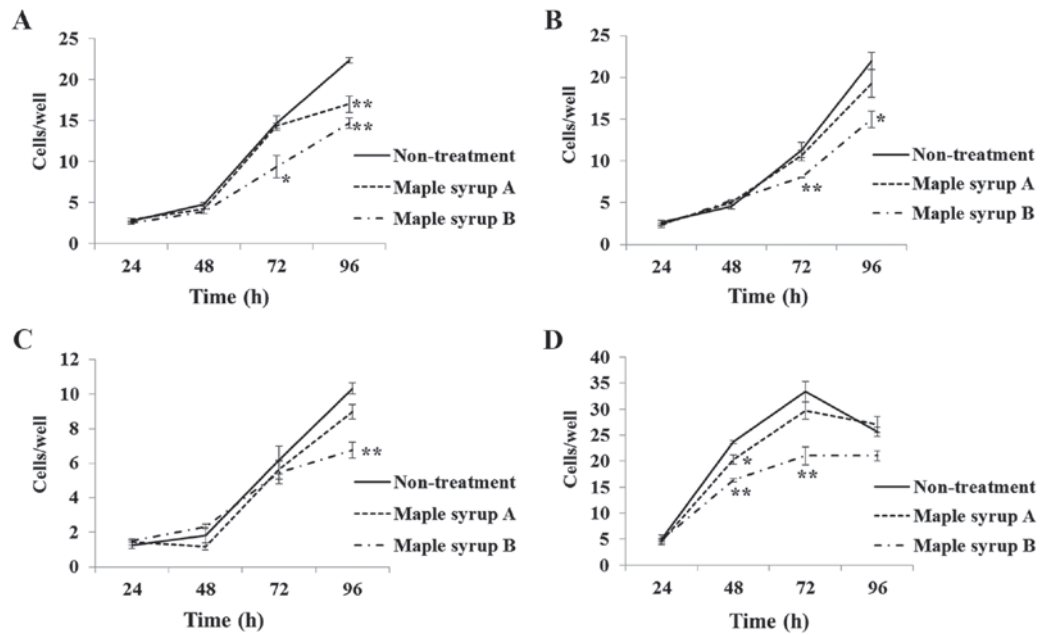 A
Cells/well
25
20
15
10
5
0
24 48 72 96
Time (h)
**
**
*
Non-treatment
Maple syrup A
Maple syrup B
B
Cells/well
25
20
15
10
5
0
24 48 72 96
Time (h)
*
**
Non-treatment
Maple syrup A
Maple syrup B
C
Cells/well
12
10
8
6
4
2
0
24 48 72 96
Time (h)
**
Non-treatment
Maple syrup A
Maple syrup B
D
Cells/well
40
35
30
25
20
15
10
5
0
24 48 72 96
Time (h)
*
**
**
Non-treatment
Maple syrup A
Maple syrup B